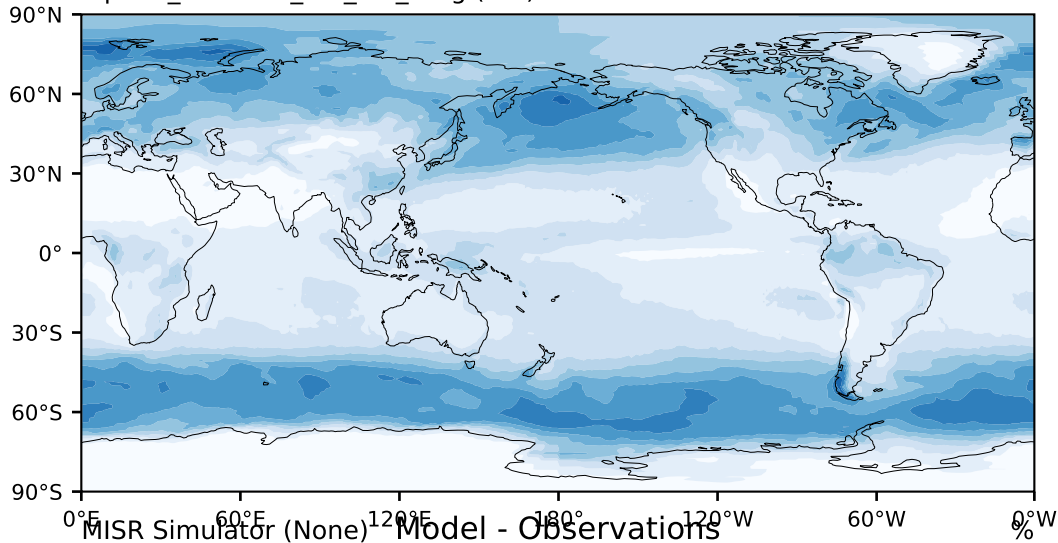 90°N
60°N
30°N
0°
30°S
60°S
90°S
0°E 60°E 120°E 180° 120°W 60°W 0°W
MISR Simulator (None) Model - Observations %